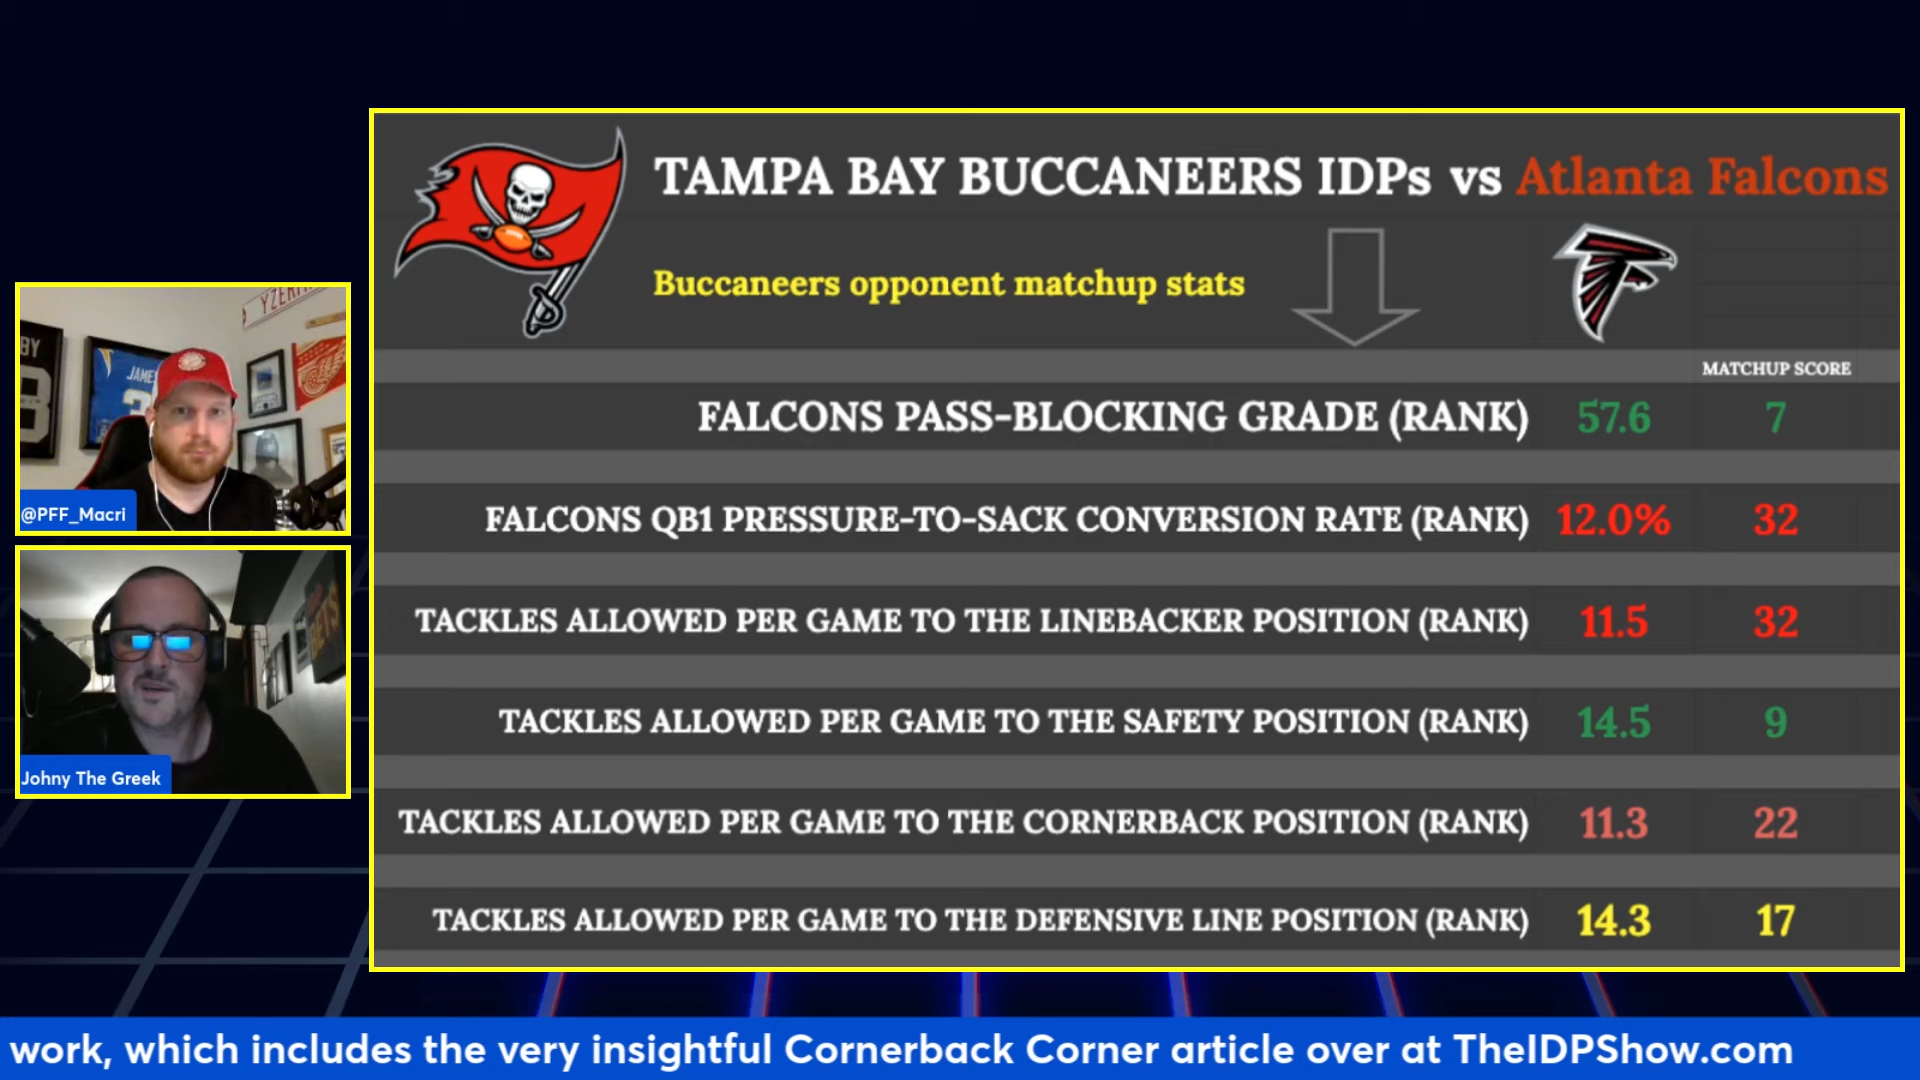 TAMPA BAY BUCCANEERS IDPs vs Atlanta Falcons
Buccaneers opponent matchup stats
MATCHUP SCORE
FALCONS PASS-BLOCKING GRADE (RANK) 57.6 7
FALCONS QB1 PRESSURE-TO-SACK CONVERSION RATE (RANK) 12.0% 32
TACKLES ALLOWED PER GAME TO THE LINEBACKER POSITION (RANK) 11.5 32
TACKLES ALLOWED PER GAME TO THE SAFETY POSITION (RANK) 14.5 9
TACKLES ALLOWED PER GAME TO THE CORNERBACK POSITION (RANK) 11.3 22
TACKLES ALLOWED PER GAME TO THE DEFENSIVE LINE POSITION (RANK) 14.3 17
BY
JAME
@PFF_Macri
BETS
Johny The Greek
work, which includes the very insightful Cornerback Corner article over at TheIDPShow.com